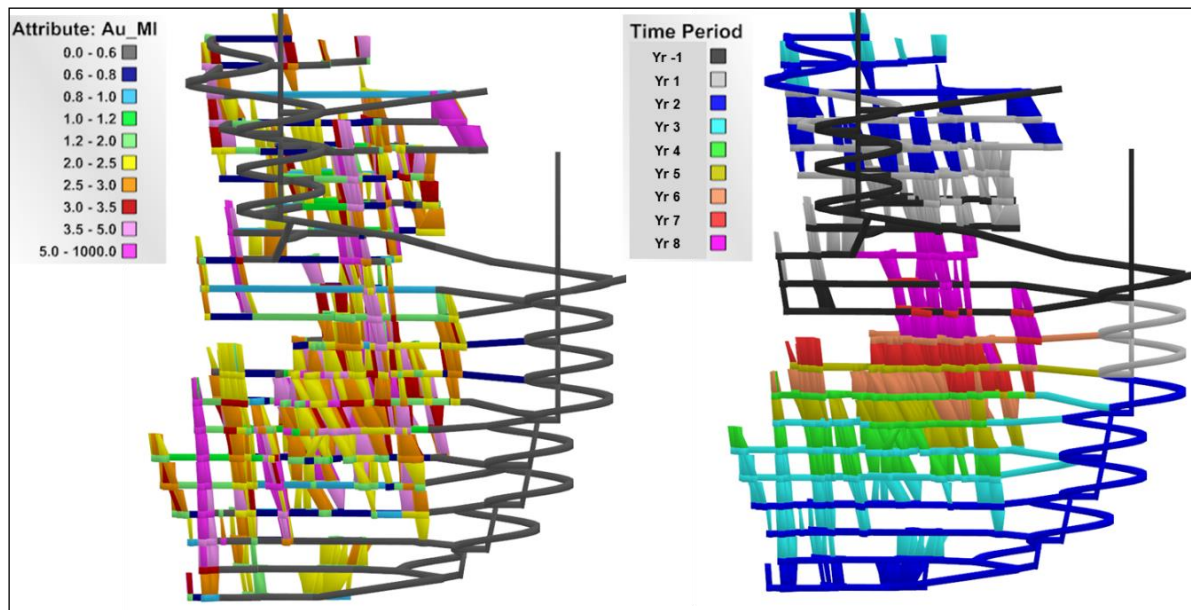 Attribute: Au_MI
0.0 - 0.6
0.6 - 0.8
0.8 - 1.0
1.0 - 1.2
1.2 - 2.0
2.0 - 2.5
2.5 - 3.0
3.0 - 3.5
3.5 - 5.0
5.0 - 1000.0
Time Period
Yr -1
Yr 1
Yr 2
Yr 3
Yr 4
Yr 5
Yr 6
Yr 7
Yr 8